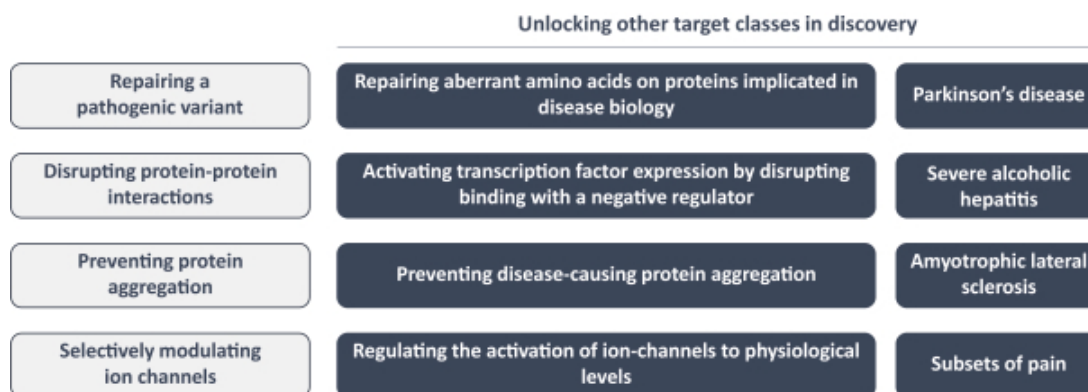 Unlocking other target classes in discovery
Repairing a
pathogenic variant
Repairing aberrant amino acids on proteins implicated in
disease biology
Parkinson's disease
Disrupting protein-protein
interactions
Activating transcription factor expression by disrupting
binding with a negative regulator
Severe alcoholic
hepatitis
Preventing protein
aggregation
Preventing disease-causing protein aggregation
Amyotrophic lateral
sclerosis
Selectively modulating
ion channels
Regulating the activation of ion-channels to physiological
levels
Subsets of pain